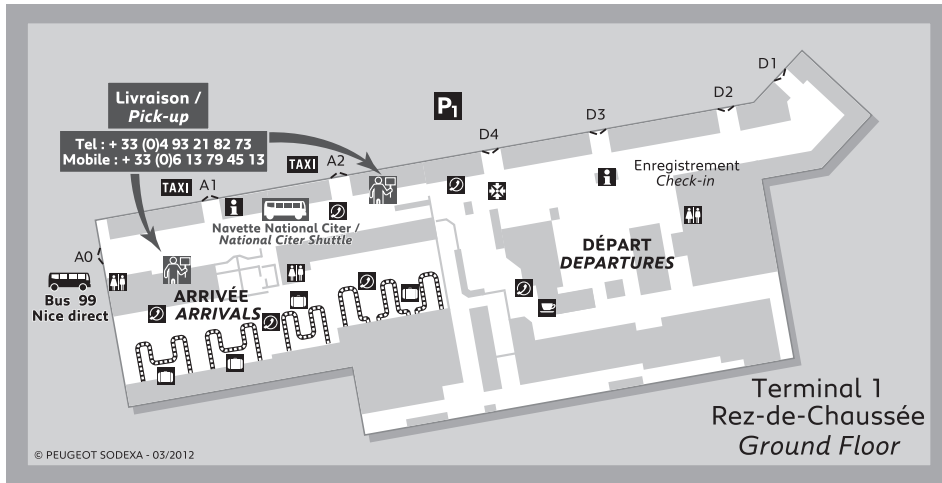 D1
D2
D3
D4
P1
Livraison /
Pick-up
Tel : + 33 (0)4 93 21 82 73
Mobile : + 33 (0)6 13 79 45 13
TAXI
A2
TAXI
A1
Enregistrement
Check-in
Navette National Citer /
National Citer Shuttle
A0
DÉPART
DEPARTURES
Bus 99
Nice direct
ARRIVÉE
ARRIVALS
Terminal 1
Rez-de-Chaussée
Ground Floor
© PEUGEOT SODEXA - 03/2012